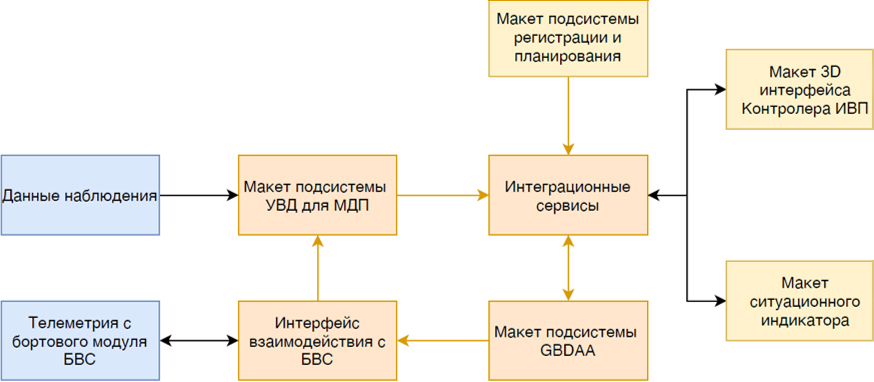 Макет подсистемы
регистрации и
планирования
Макет 3D
интерфейса
Контролера ИВП
Данные наблюдения
Макет подсистемы
УВД для МДП
Интеграционные
сервисы
Телеметрия с
бортового модуля
БВС
Интерфейс
взаимодействия с
БВС
Макет подсистемы
GBDAA
Макет
ситуационного
индикатора